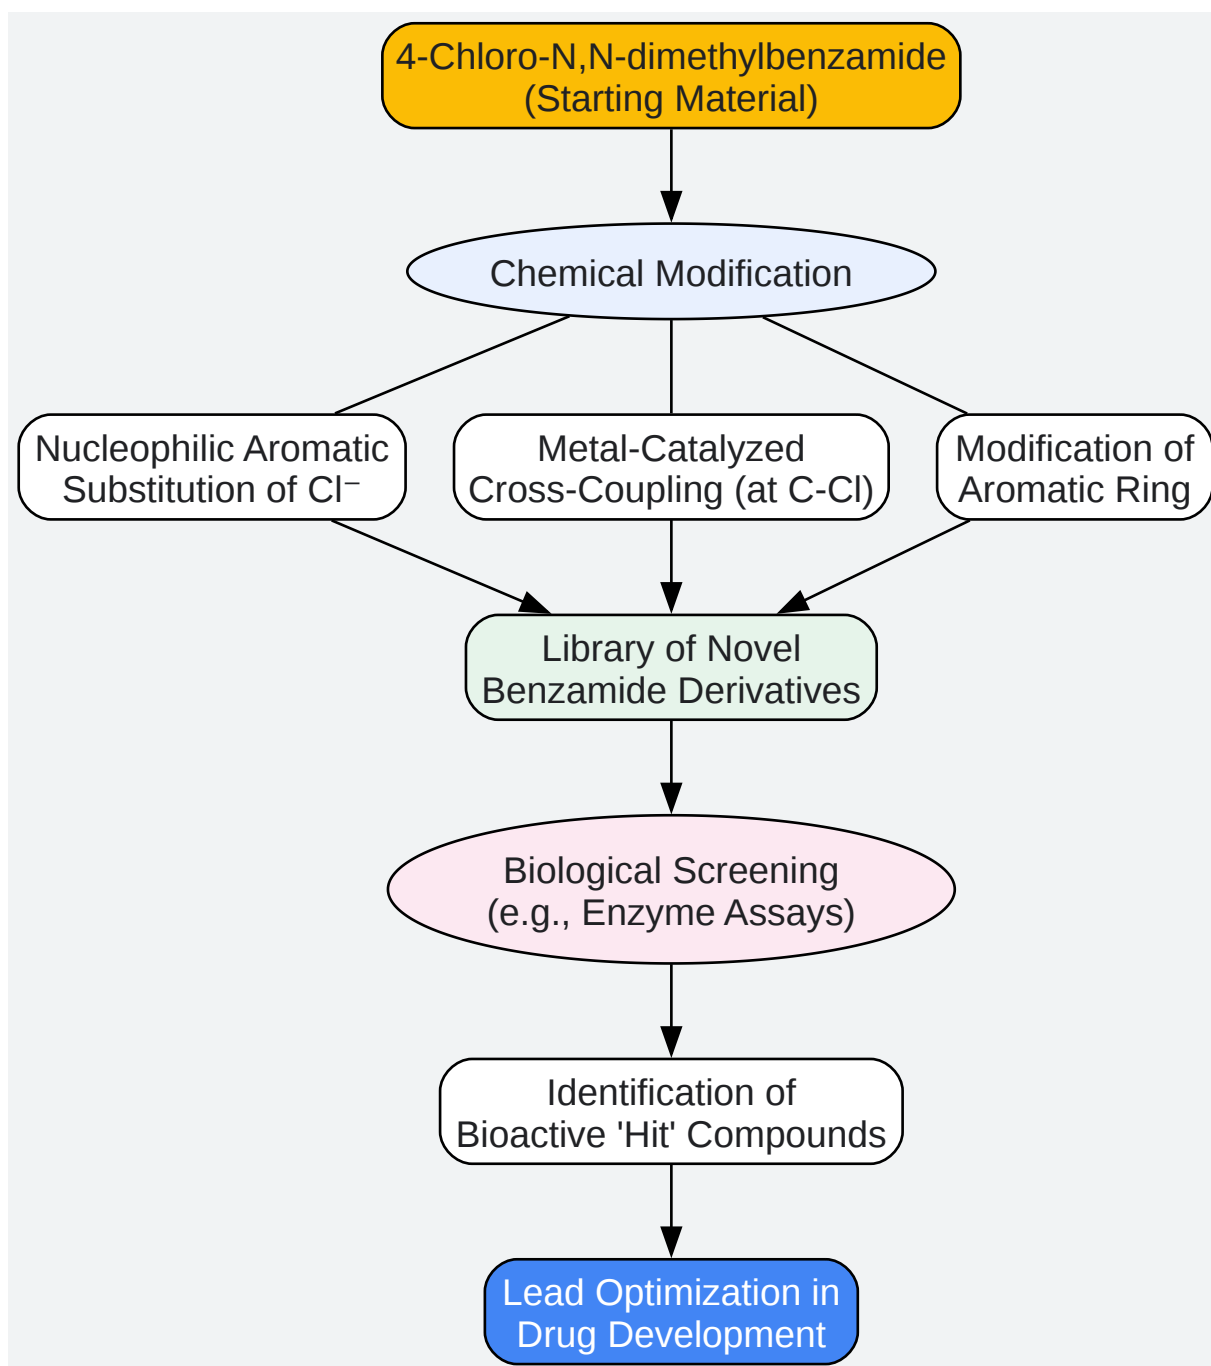 4-Chloro-N,N-dimethylbenzamide
(Starting Material)
Chemical Modification
Nucleophilic Aromatic
Substitution of Cl⁻
Metal-Catalyzed
Cross-Coupling (at C-Cl)
Modification of
Aromatic Ring
Library of Novel
Benzamide Derivatives
Biological Screening
(e.g., Enzyme Assays)
Identification of
Bioactive 'Hit' Compounds
Lead Optimization in
Drug Development